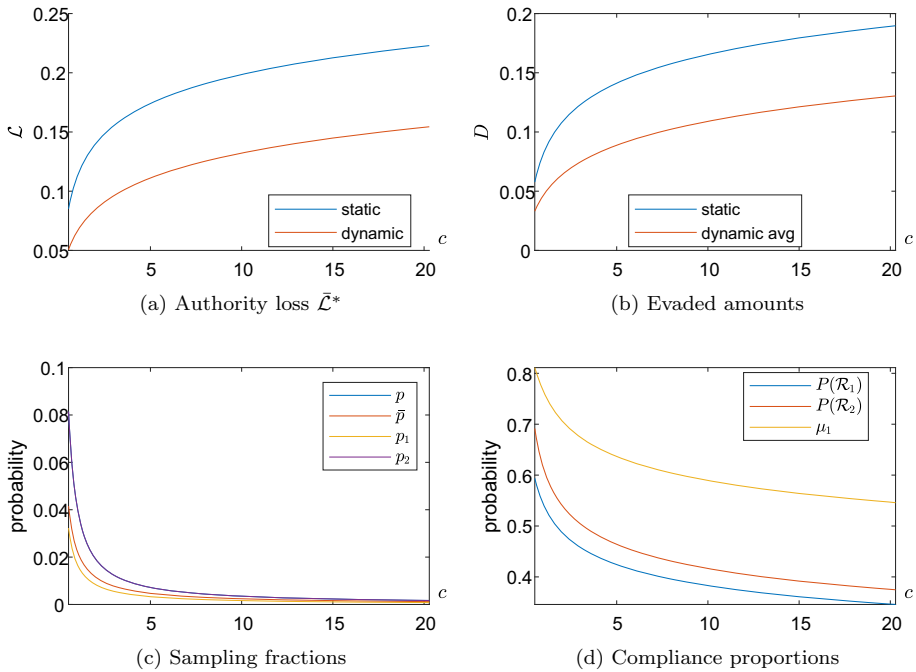 0.25
0.2
0.15
0.1
0.05
ℒ
static
dynamic
5 10 15 20
c
(a) Authority loss ℒ̄*
0.2
0.15
0.1
0.05
0
D
static
dynamic avg
5 10 15 20
c
(b) Evaded amounts
0.1
0.08
0.06
0.04
0.02
0
probability
p
p̄
p₁
p₂
5 10 15 20
c
(c) Sampling fractions
0.8
0.7
0.6
0.5
0.4
probability
P(ℛ₁)
P(ℛ₂)
μ₁
5 10 15 20
c
(d) Compliance proportions